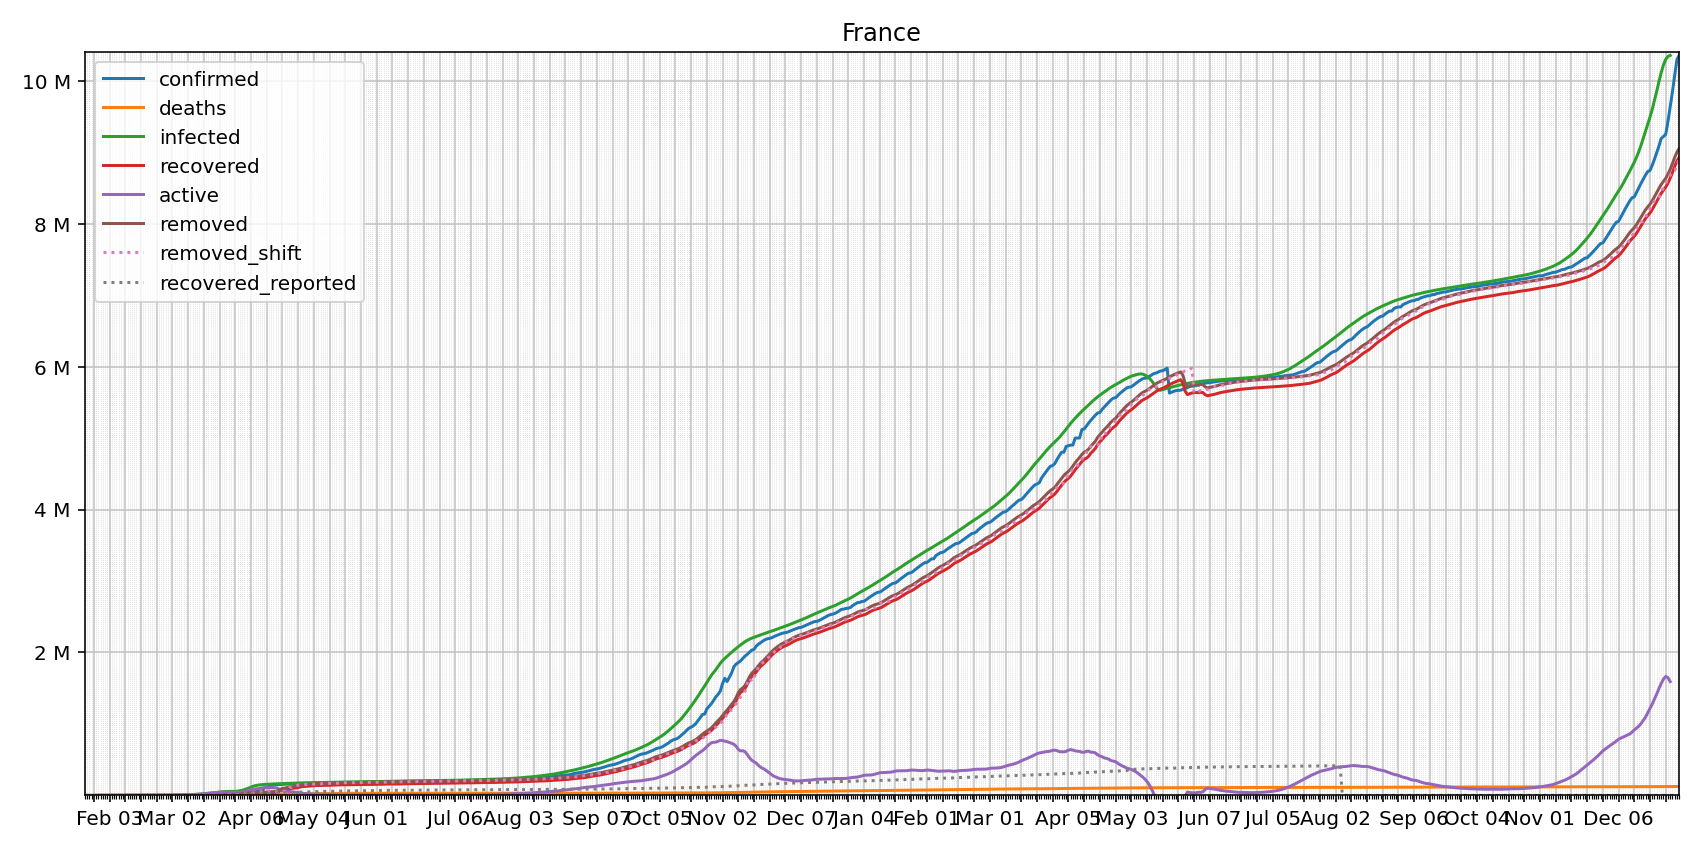 France
10 M
8 M
6 M
4 M
2 M
confirmed
deaths
infected
recovered
active
removed
removed_shift
recovered_reported
Feb 03 Mar 02 Apr 06 May 04 Jun 01 Jul 06 Aug 03 Sep 07 Oct 05 Nov 02 Dec 07 Jan 04 Feb 01 Mar 01 Apr 05 May 03 Jun 07 Jul 05 Aug 02 Sep 06 Oct 04 Nov 01 Dec 06